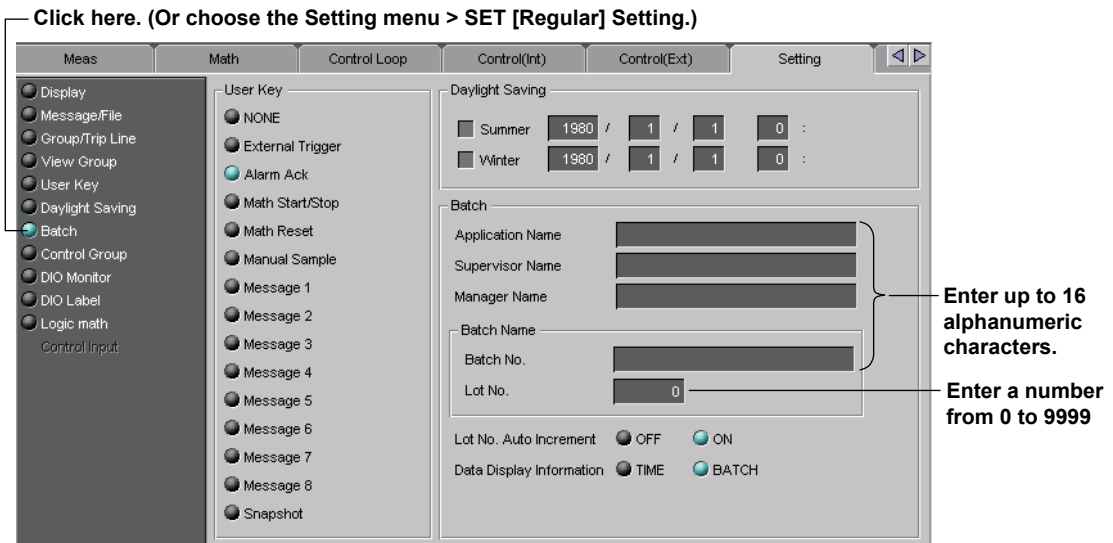 Click here. (Or choose the Setting menu > SET [Regular] Setting.)
Meas
Math
Control Loop
Control(Int)
Control(Ext)
Setting
Display
Message/File
Group/Trip Line
View Group
User Key
Daylight Saving
Batch
Control Group
DIO Monitor
DIO Label
Logic math
Control Input
User Key
NONE
External Trigger
Alarm Ack
Math Start/Stop
Math Reset
Manual Sample
Message 1
Message 2
Message 3
Message 4
Message 5
Message 6
Message 7
Message 8
Snapshot
Daylight Saving
Summer 1980 / 1 / 1 0 :
Winter 1980 / 1 / 1 0 :
Batch
Application Name
Supervisor Name
Manager Name
Batch Name
Batch No.
Lot No. 0
Lot No. Auto Increment OFF ON
Data Display Information TIME BATCH
Enter up to 16
alphanumeric
characters.
Enter a number
from 0 to 9999